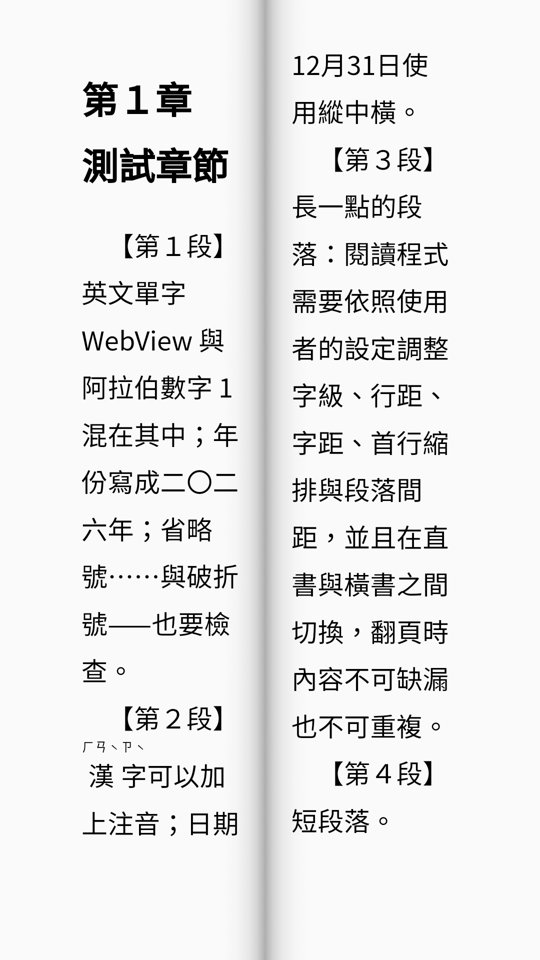 第１章
測試章節
【第１段】
英文單字
WebView 與
阿拉伯數字 1
混在其中；年
份寫成二〇二
六年；省略
號⋯⋯與破折
號——也要檢
查。
【第２段】
ㄏㄢˋㄗˋ
漢字可以加
上注音；日期
12月31日使
用縱中橫。
【第３段】
長一點的段
落：閱讀程式
需要依照使用
者的設定調整
字級、行距、
字距、首行縮
排與段落間
距，並且在直
書與橫書之間
切換，翻頁時
內容不可缺漏
也不可重複。
【第４段】
短段落。